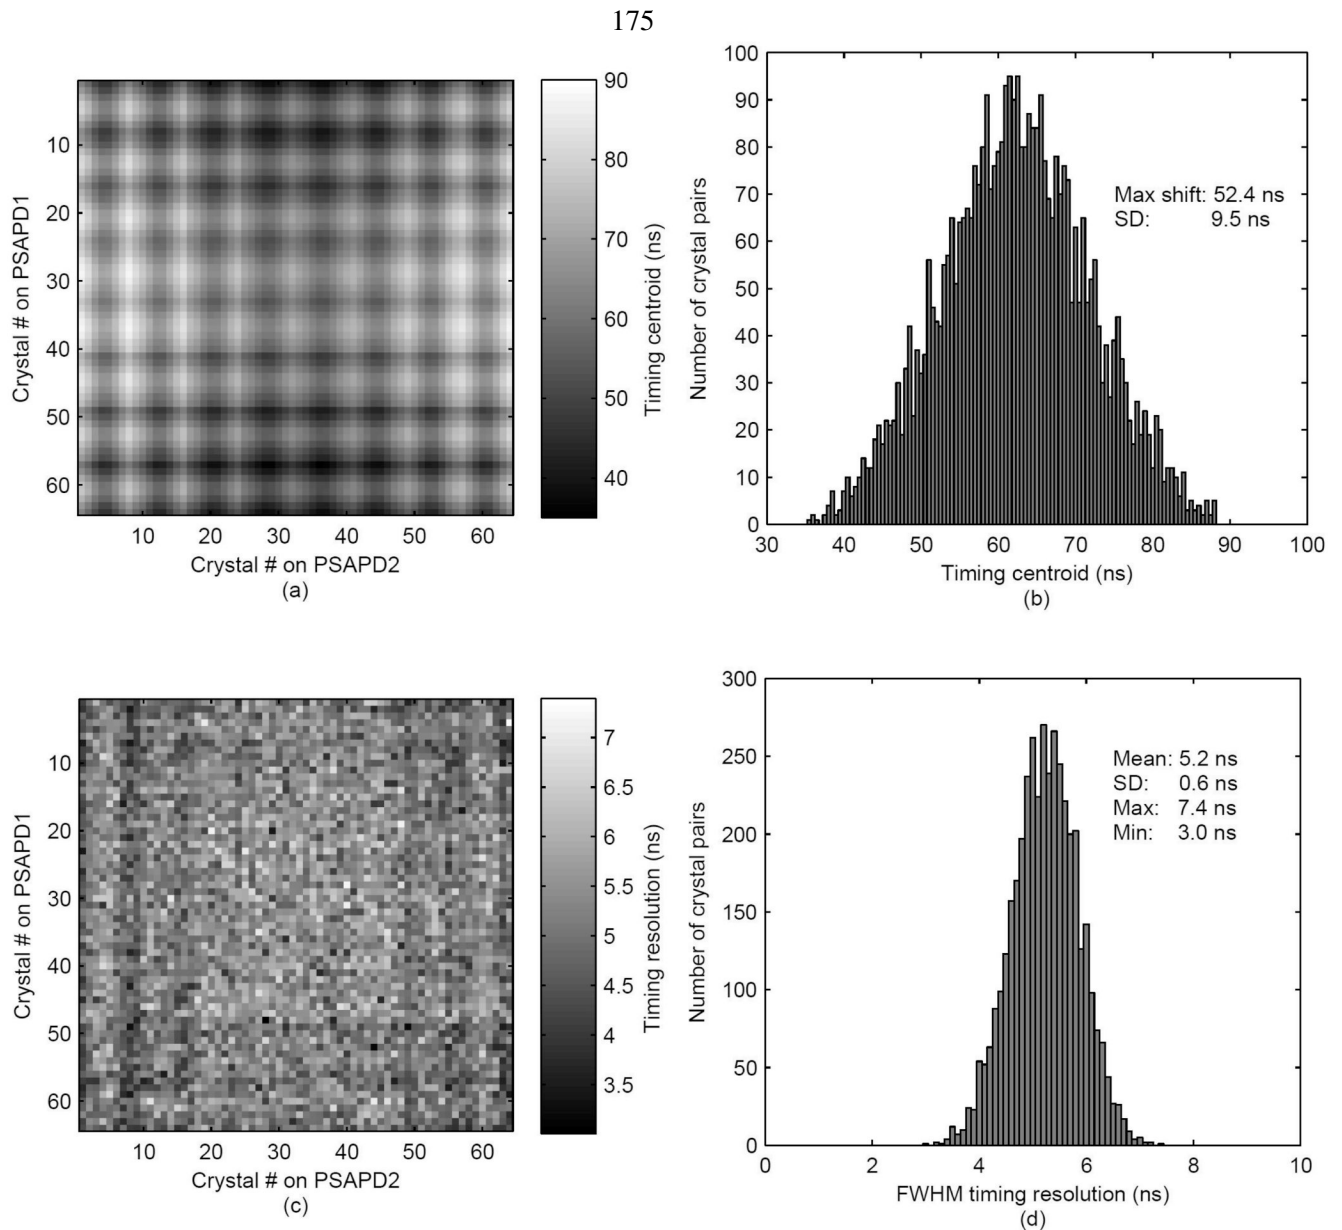 175
10
20
30
40
50
60
10 20 30 40 50 60
Crystal # on PSAPD1
Crystal # on PSAPD2
(a)
90
80
70
60
50
40
Timing centroid (ns)
100
90
80
70
60
50
40
30
20
10
0
30 40 50 60 70 80 90 100
Number of crystal pairs
Max shift: 52.4 ns
SD: 9.5 ns
Timing centroid (ns)
(b)
10
20
30
40
50
60
10 20 30 40 50 60
Crystal # on PSAPD1
Crystal # on PSAPD2
(c)
7
6.5
6
5.5
5
4.5
4
3.5
Timing resolution (ns)
300
250
200
150
100
50
0
0 2 4 6 8 10
Number of crystal pairs
Mean: 5.2 ns
SD: 0.6 ns
Max: 7.4 ns
Min: 3.0 ns
FWHM timing resolution (ns)
(d)